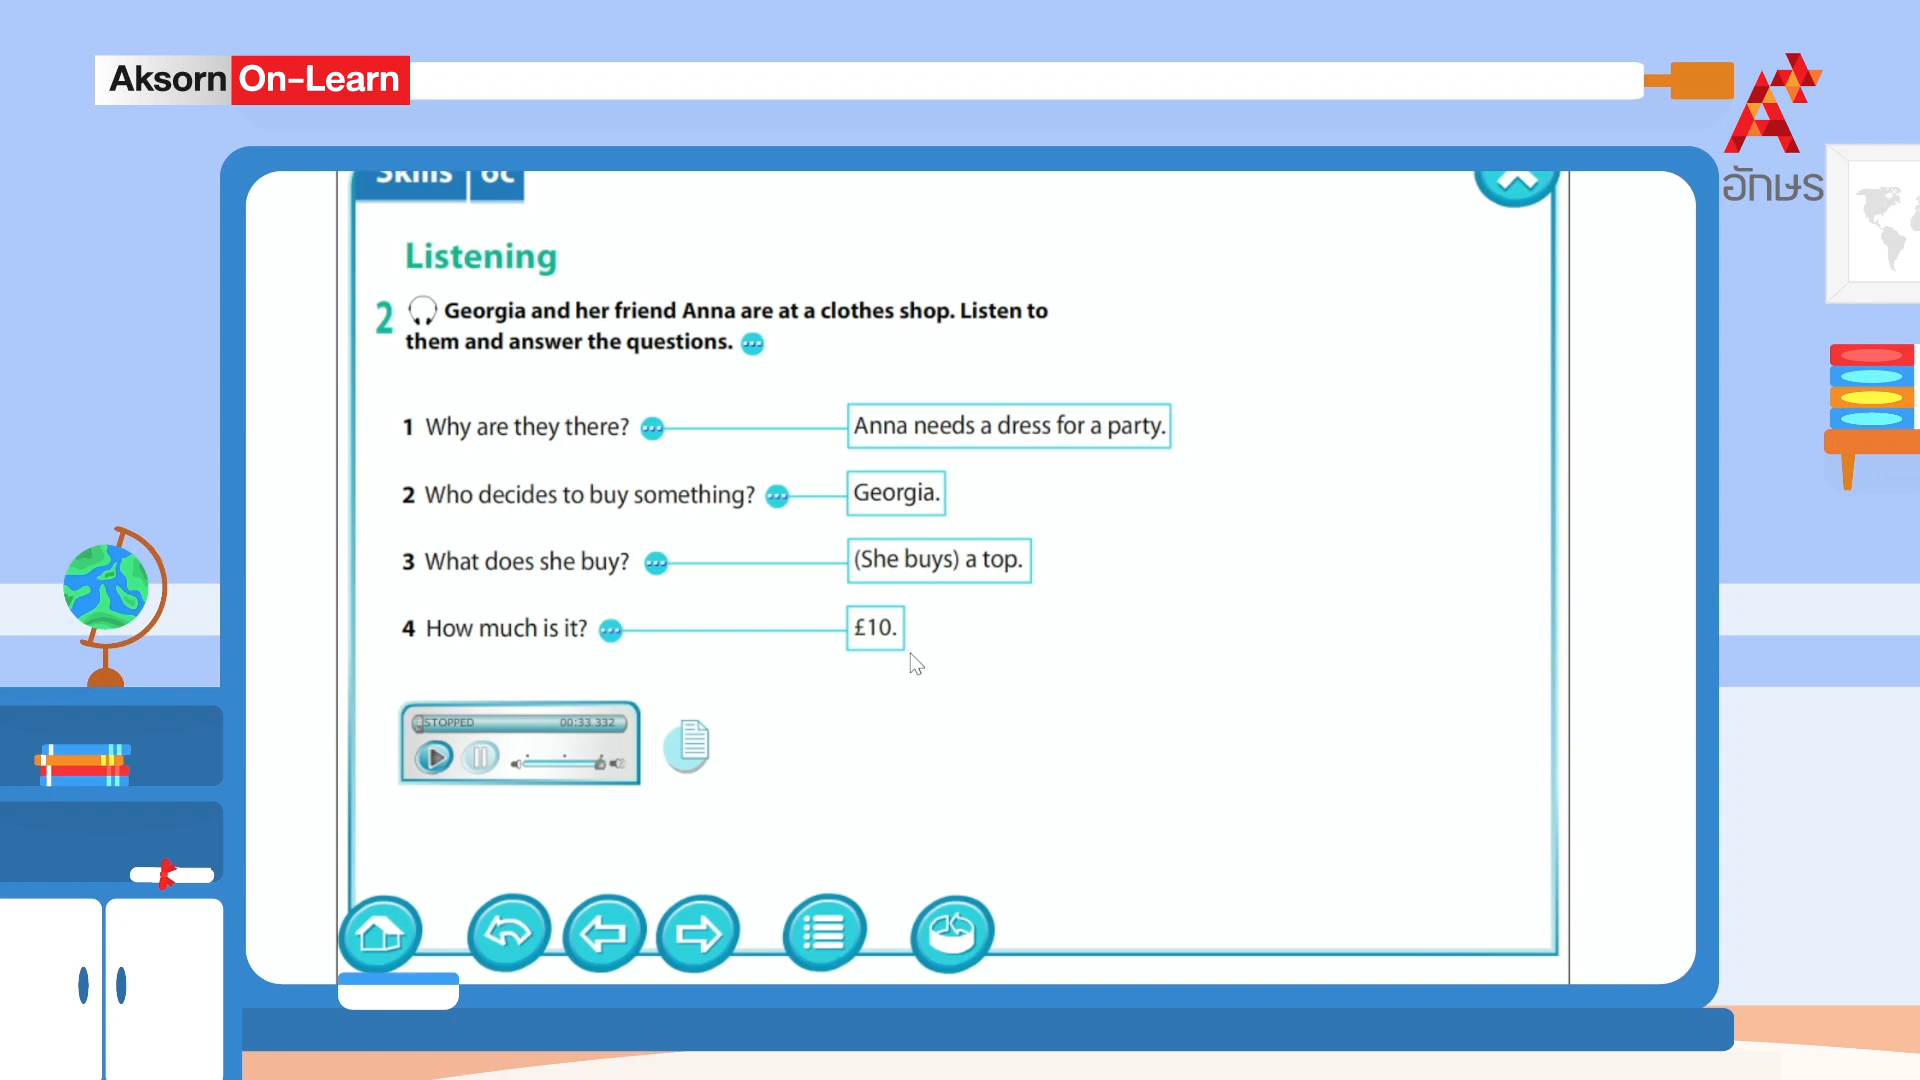 Aksorn On-Learn
อักษร
Skills 6c
Listening
2 Georgia and her friend Anna are at a clothes shop. Listen to
them and answer the questions.
1 Why are they there? Anna needs a dress for a party.
2 Who decides to buy something? Georgia.
3 What does she buy? (She buys) a top.
4 How much is it? £10.
STOPPED 00:33.332